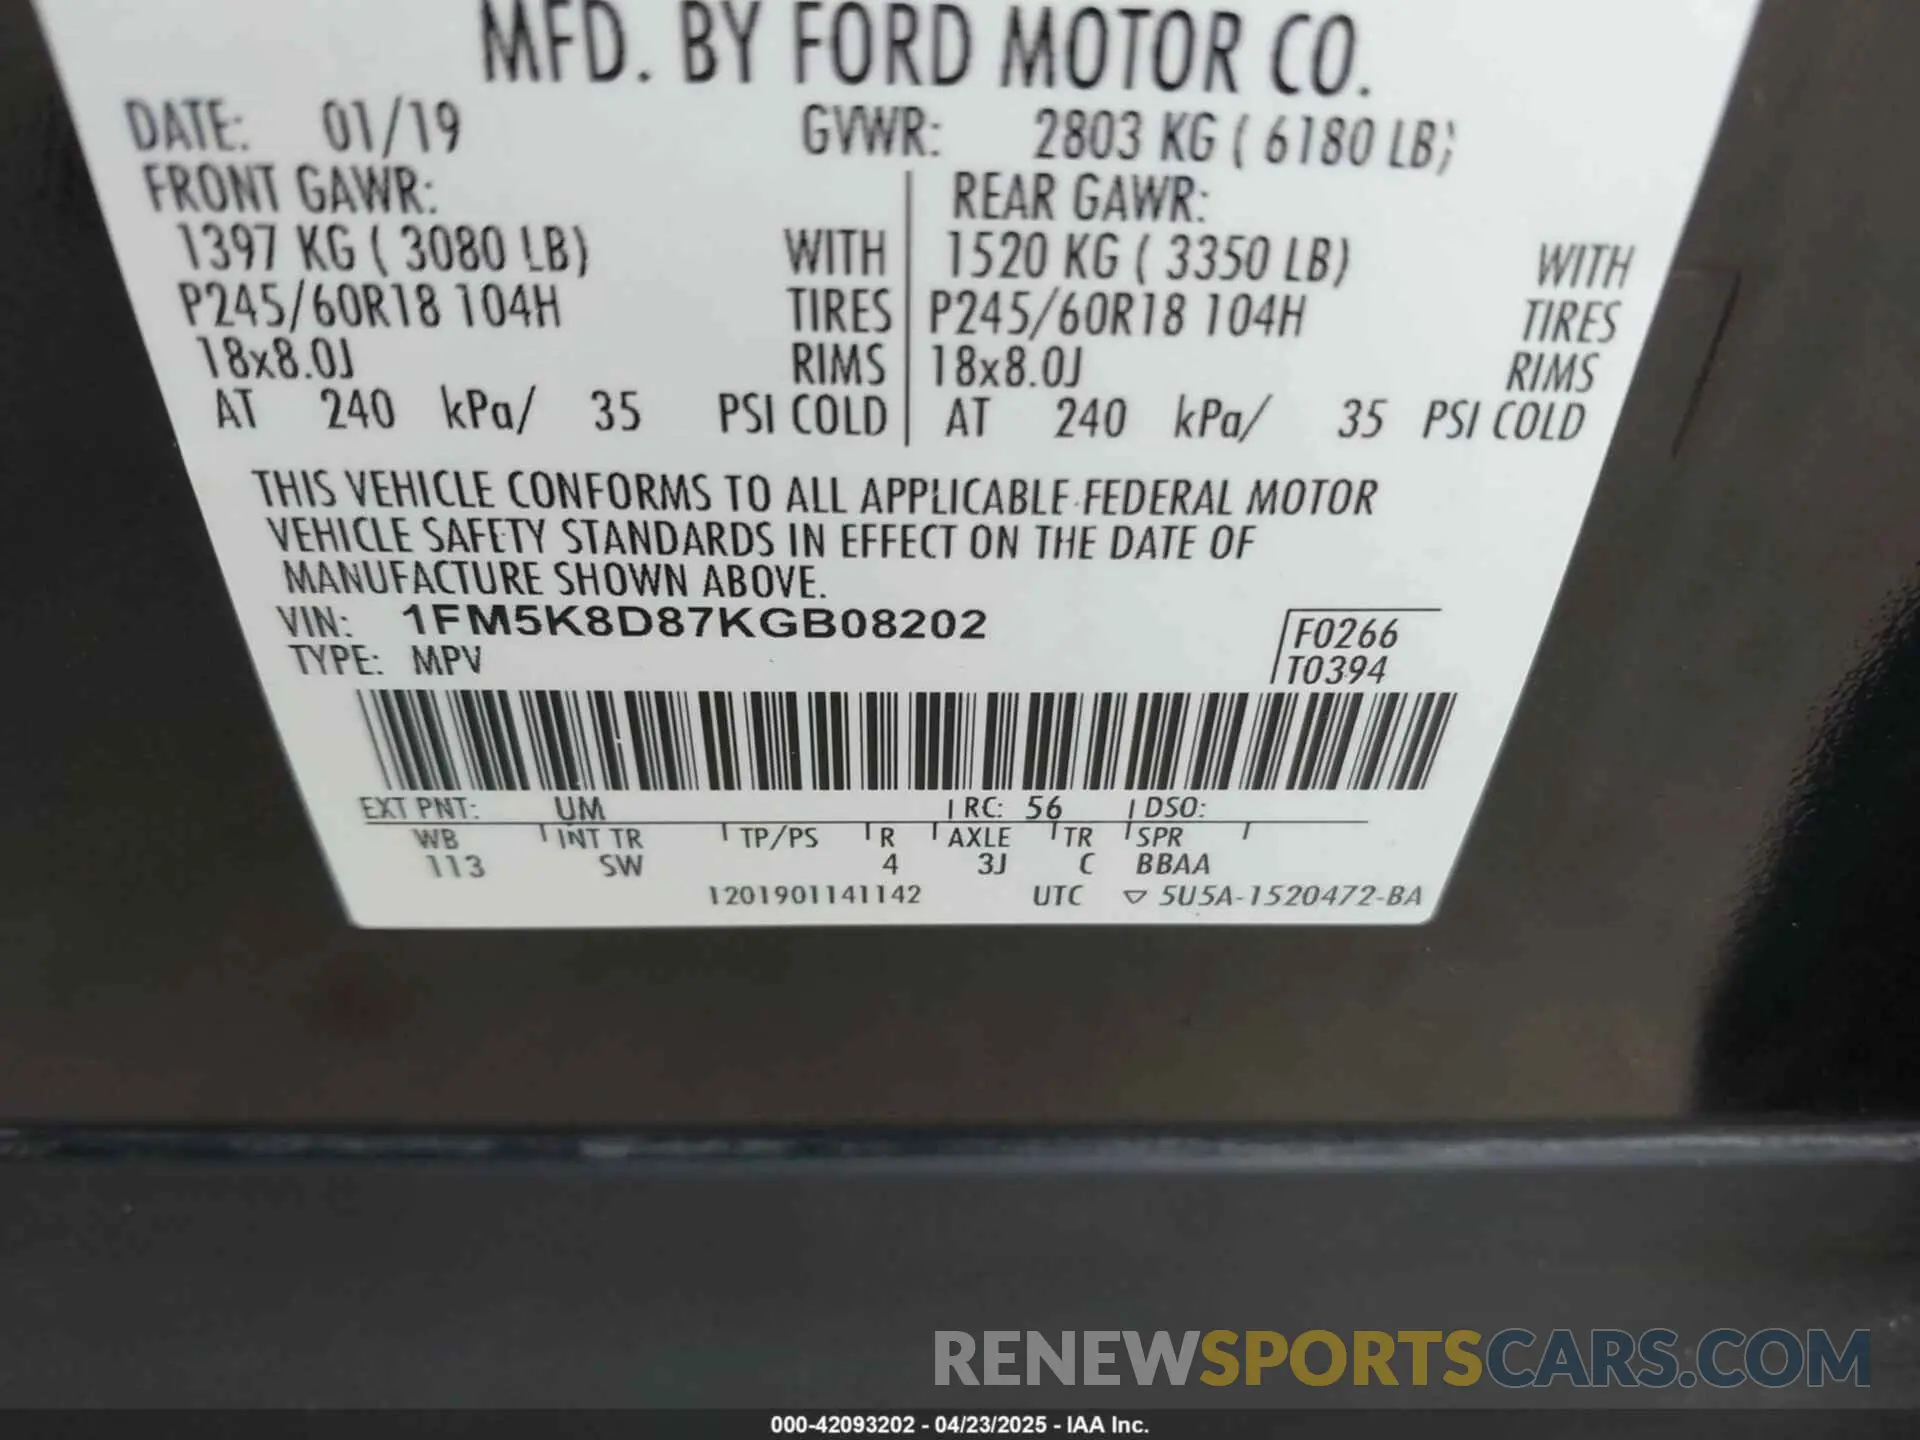 MFD. BY FORD MOTOR CO.
DATE: 01/19 GVWR: 2803 KG ( 6180 LB)
FRONT GAWR: REAR GAWR:
1397 KG ( 3080 LB) WITH 1520 KG ( 3350 LB) WITH
P245/60R18 104H TIRES P245/60R18 104H TIRES
18x8.0J RIMS 18x8.0J RIMS
AT 240 kPa/ 35 PSI COLD AT 240 kPa/ 35 PSI COLD
THIS VEHICLE CONFORMS TO ALL APPLICABLE FEDERAL MOTOR
VEHICLE SAFETY STANDARDS IN EFFECT ON THE DATE OF
MANUFACTURE SHOWN ABOVE.
VIN: 1FM5K8D87KGB08202 F0266
TYPE: MPV T0394
EXT PNT: UM RC: 56 DSO:
WB INT TR TP/PS R AXLE TR SPR
113 SW 4 3J C BBAA
1201901141142 UTC ▽ 5U5A-1520472-BA
RENEWSPORTSCARS.COM
000-42093202 - 04/23/2025 - IAA Inc.